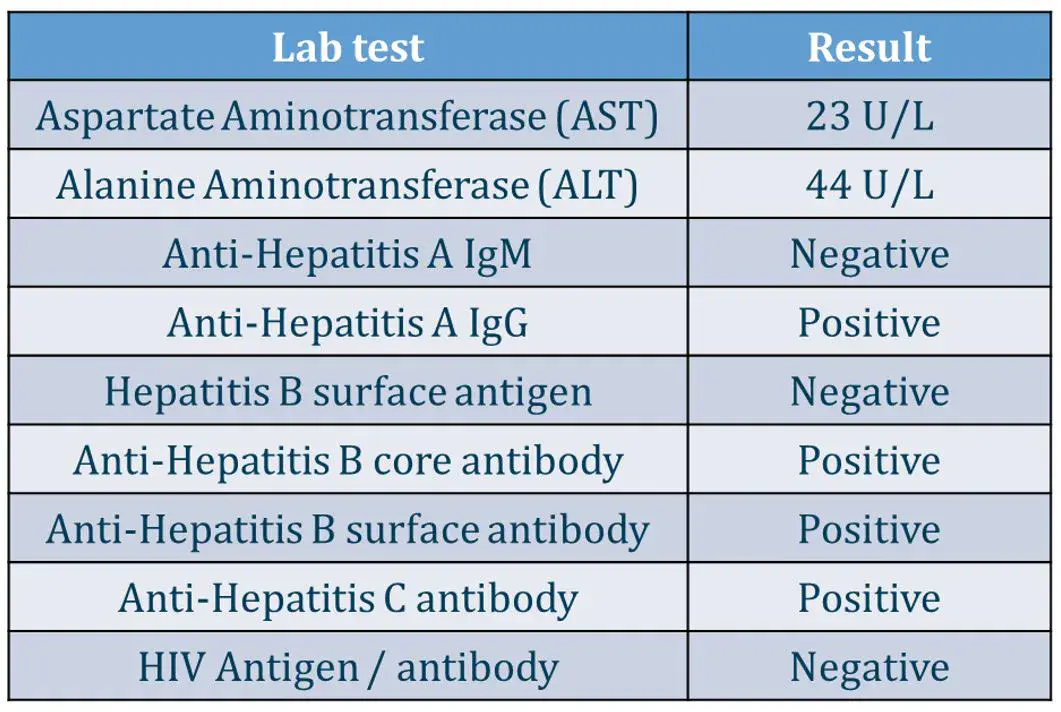 Lab test Result
Aspartate Aminotransferase (AST) 23 U/L
Alanine Aminotransferase (ALT) 44 U/L
Anti-Hepatitis A IgM Negative
Anti-Hepatitis A IgG Positive
Hepatitis B surface antigen Negative
Anti-Hepatitis B core antibody Positive
Anti-Hepatitis B surface antibody Positive
Anti-Hepatitis C antibody Positive
HIV Antigen / antibody Negative